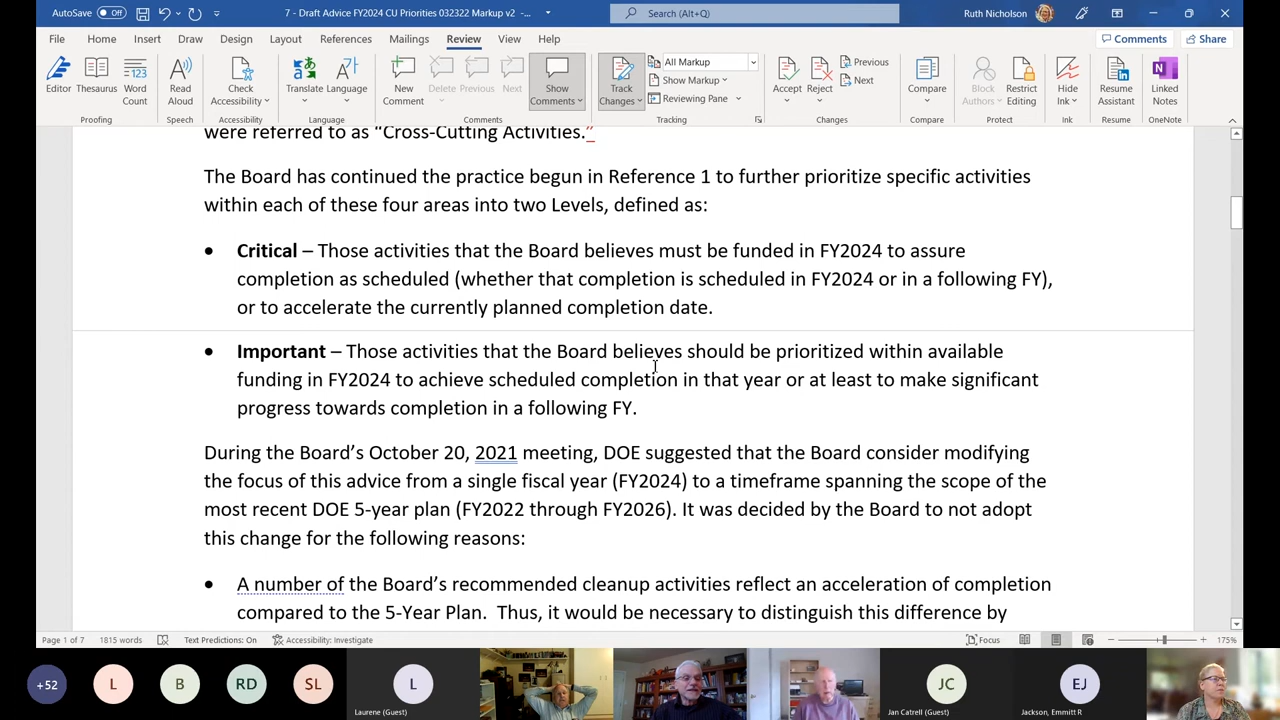 AutoSave Off 7 - Draft Advice FY2024 CU Priorities 032322 Markup v2 -... Search (Alt+Q) Ruth Nicholson
File Home Insert Draw Design Layout References Mailings Review View Help Comments Share
Editor Thesaurus Word Count Read Aloud Check Accessibility Translate Language New Comment Delete Previous Next Show Comments Track Changes All Markup Show Markup Reviewing Pane Accept Reject Previous Next Compare Block Authors Restrict Editing Hide Ink Resume Assistant Linked Notes
Proofing Speech Accessibility Language Comments Tracking Changes Compare Protect Ink Resume OneNote
were referred to as “Cross-Cutting Activities.”
The Board has continued the practice begun in Reference 1 to further prioritize specific activities
within each of these four areas into two Levels, defined as:
• Critical – Those activities that the Board believes must be funded in FY2024 to assure
completion as scheduled (whether that completion is scheduled in FY2024 or in a following FY),
or to accelerate the currently planned completion date.
• Important – Those activities that the Board believes should be prioritized within available
funding in FY2024 to achieve scheduled completion in that year or at least to make significant
progress towards completion in a following FY.
During the Board’s October 20, 2021 meeting, DOE suggested that the Board consider modifying
the focus of this advice from a single fiscal year (FY2024) to a timeframe spanning the scope of the
most recent DOE 5-year plan (FY2022 through FY2026). It was decided by the Board to not adopt
this change for the following reasons:
• A number of the Board’s recommended cleanup activities reflect an acceleration of completion
compared to the 5-Year Plan. Thus, it would be necessary to distinguish this difference by
Page 1 of 7 1815 words Text Predictions: On Accessibility: Investigate Focus 175%
+52 L B RD SL L JC EJ
Laurene (Guest) Jan Catrell (Guest) Jackson, Emmitt R